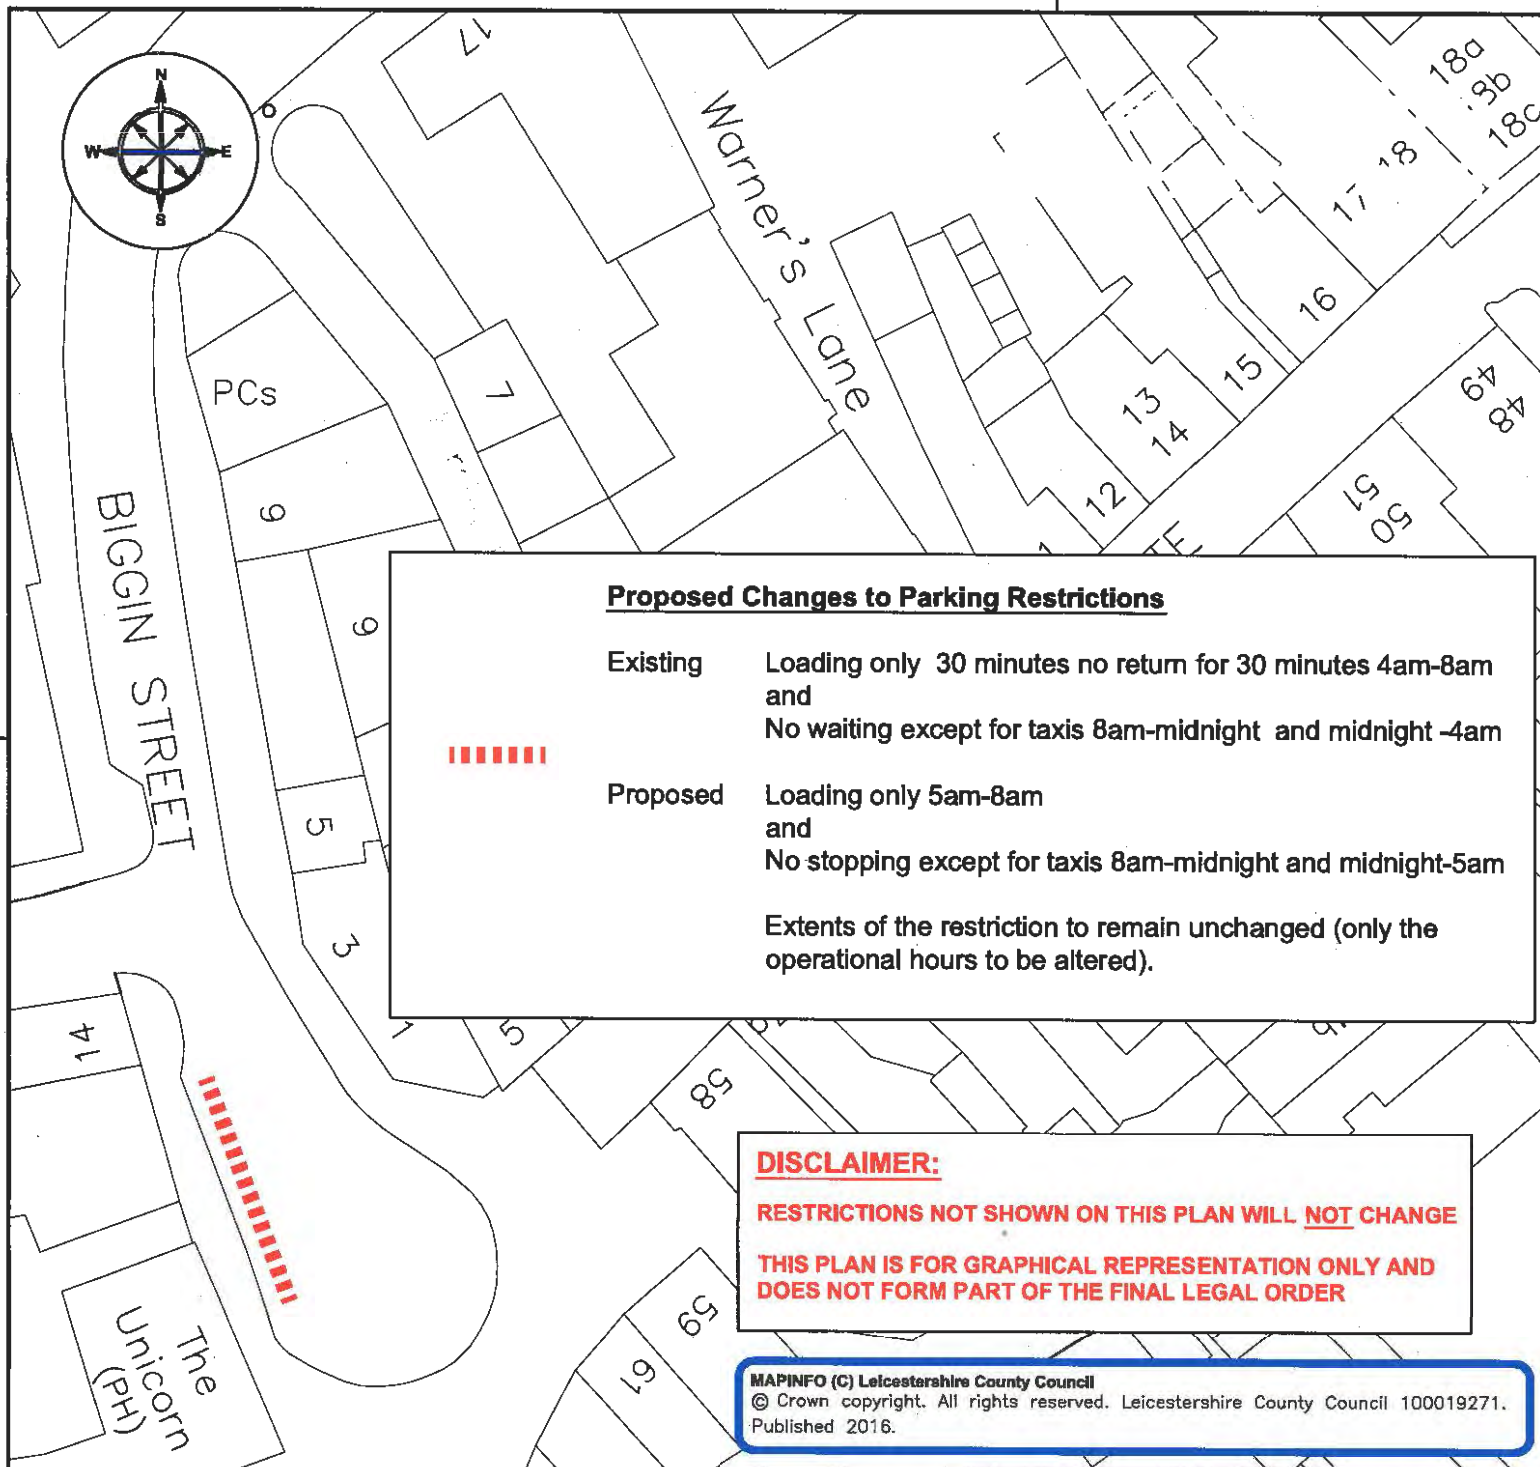 N
W E
S
17
Warner's Lane
18a
18c
17 18
16
15
13
14
12
49
48
51
50
PCs
7
9
9
BIGGIN STREET
5
3
1
5
14
58
59
61
The
Unicorn
(PH)
Proposed Changes to Parking Restrictions
Existing Loading only 30 minutes no return for 30 minutes 4am-8am
and
No waiting except for taxis 8am-midnight and midnight -4am
Proposed Loading only 5am-8am
and
No stopping except for taxis 8am-midnight and midnight-5am
Extents of the restriction to remain unchanged (only the
operational hours to be altered).
DISCLAIMER:
RESTRICTIONS NOT SHOWN ON THIS PLAN WILL NOT CHANGE
THIS PLAN IS FOR GRAPHICAL REPRESENTATION ONLY AND
DOES NOT FORM PART OF THE FINAL LEGAL ORDER
MAPINFO (C) Leicestershire County Council
© Crown copyright. All rights reserved. Leicestershire County Council 100019271.
Published 2016.